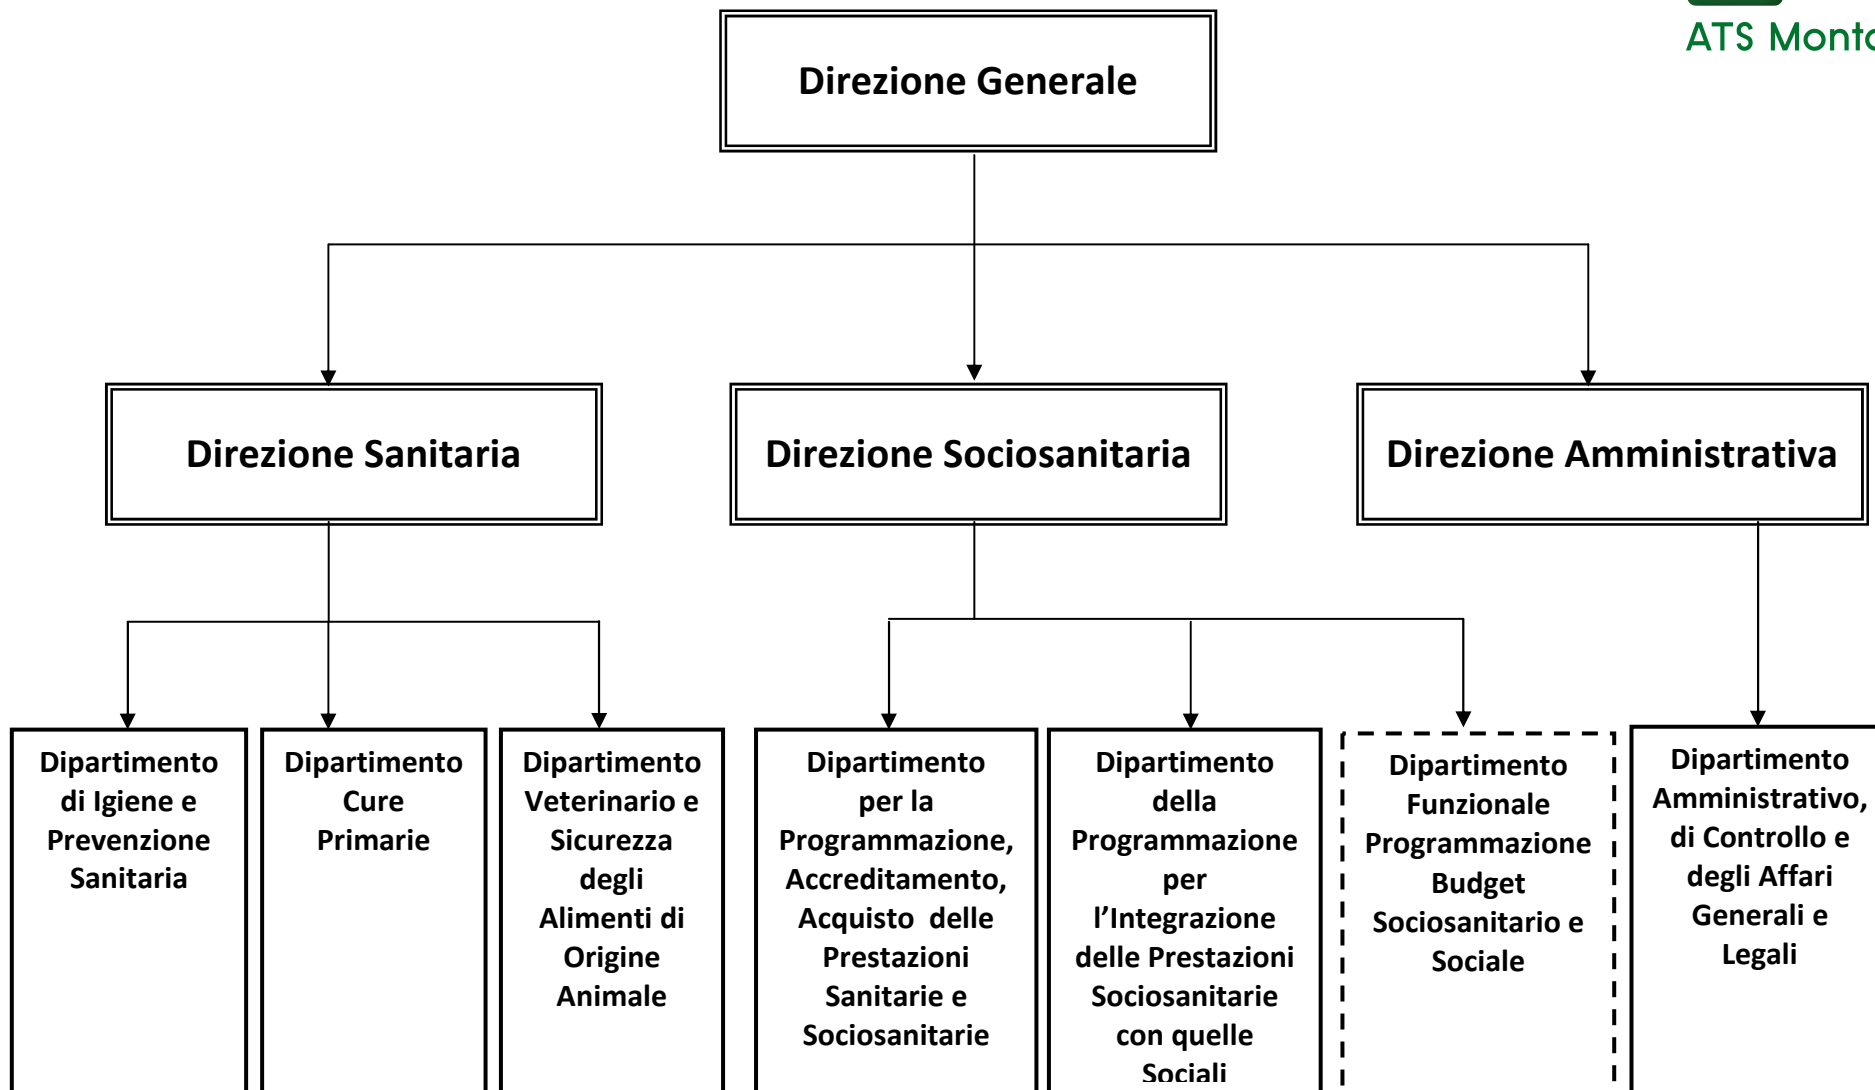 ATS
Direzione Generale
Direzione Sanitaria
Direzione Sociosanitaria
Direzione Amministrativa
Dipartimento
di Igiene e
Prevenzione
Sanitaria
Dipartimento
Cure
Primarie
Dipartimento
Veterinario e
Sicurezza
degli
Alimenti di
Origine
Animale
Dipartimento
per la
Programmazione,
Accreditamento,
Acquisto delle
Prestazioni
Sanitarie e
Sociosanitarie
Dipartimento
della
Programmazione
per
l’Integrazione
delle Prestazioni
Sociosanitarie
con quelle
Sociali
Dipartimento
Funzionale
Programmazione
Budget
Sociosanitario e
Sociale
Dipartimento
Amministrativo,
di Controllo e
degli Affari
Generali e
Legali